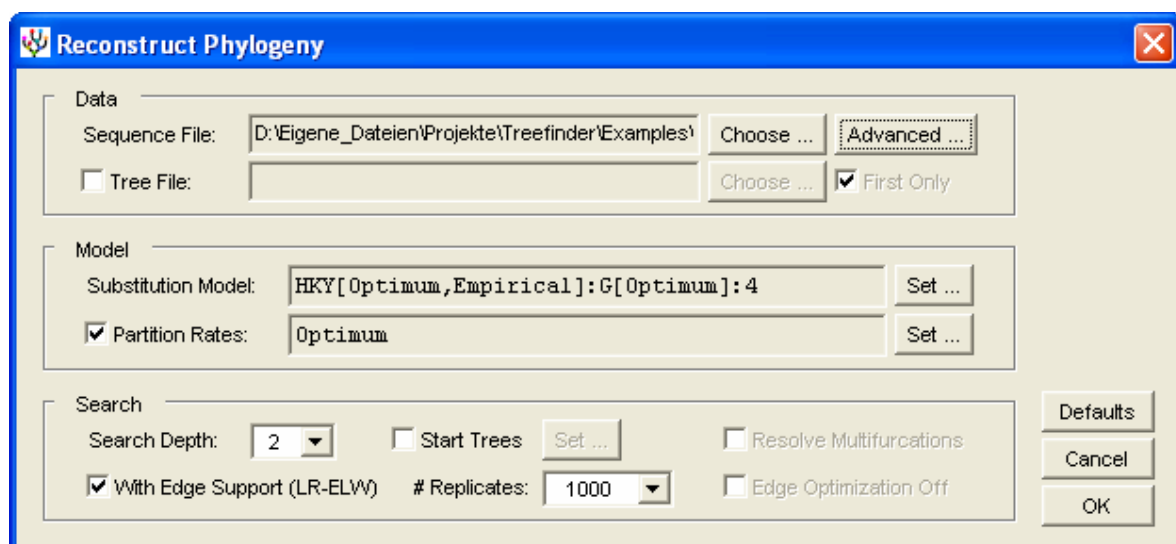 Reconstruct Phylogeny
Data
Sequence File: D:\Eigene_Dateien\Projekte\Treefinder\Examples\ Choose ... Advanced ...
Tree File: Choose ... First Only
Model
Substitution Model: HKY[Optimum,Empirical]:G[Optimum]:4 Set ...
Partition Rates: Optimum Set ...
Search
Search Depth: 2 Start Trees Set ... Resolve Multifurcations
With Edge Support (LR-ELW) # Replicates: 1000 Edge Optimization Off
Defaults
Cancel
OK